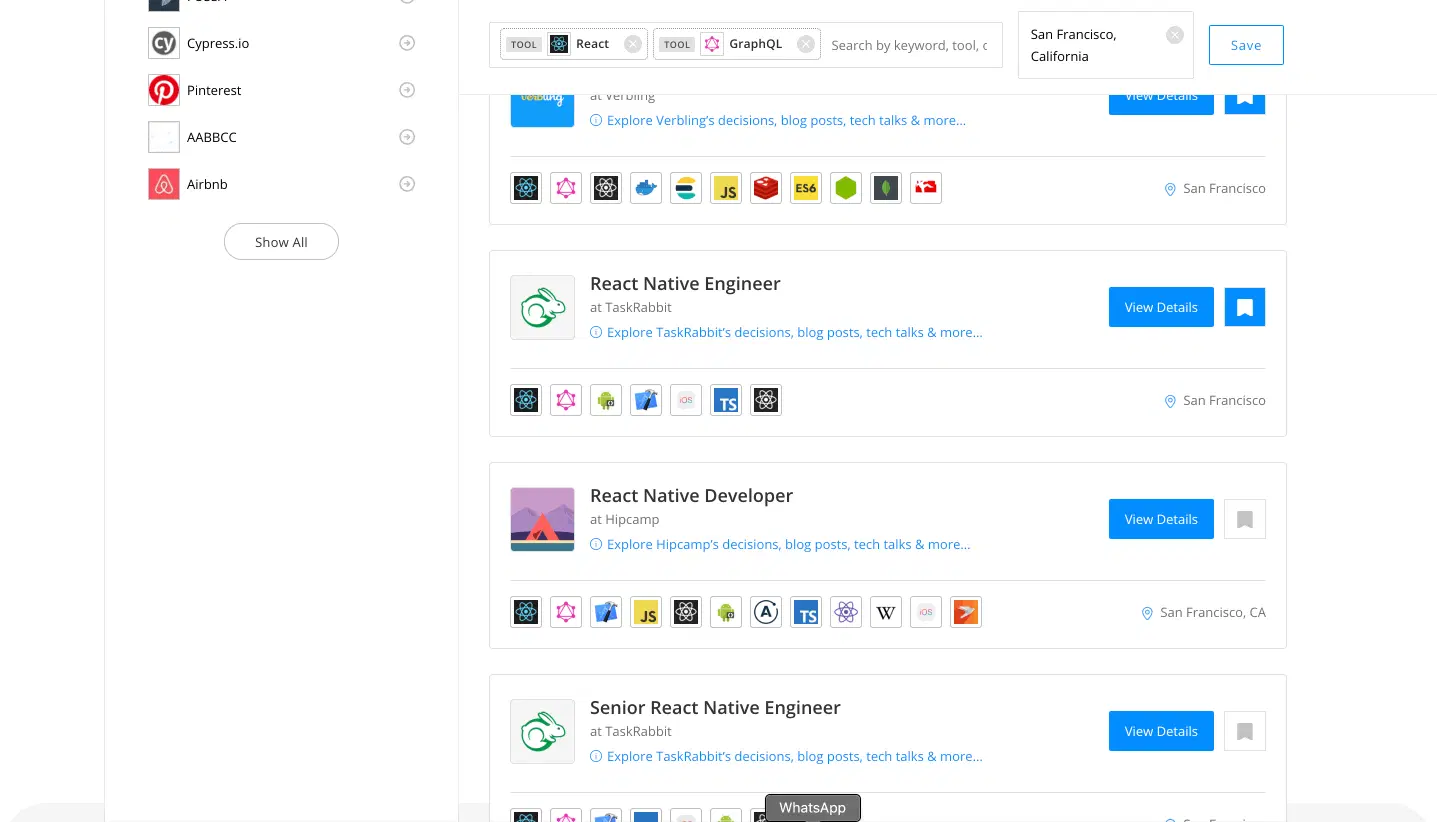 Cypress.io
Pinterest
AABBCC
Airbnb
Show All
TOOL React TOOL GraphQL Search by keyword, tool, c
San Francisco,
California
Save
at Verbling
View Details
Explore Verbling's decisions, blog posts, tech talks & more...
JS ES6
San Francisco
React Native Engineer
at TaskRabbit
Explore TaskRabbit's decisions, blog posts, tech talks & more...
View Details
iOS TS
San Francisco
React Native Developer
at Hipcamp
Explore Hipcamp's decisions, blog posts, tech talks & more...
View Details
JS A TS W iOS
San Francisco, CA
Senior React Native Engineer
at TaskRabbit
Explore TaskRabbit's decisions, blog posts, tech talks & more...
View Details
WhatsApp